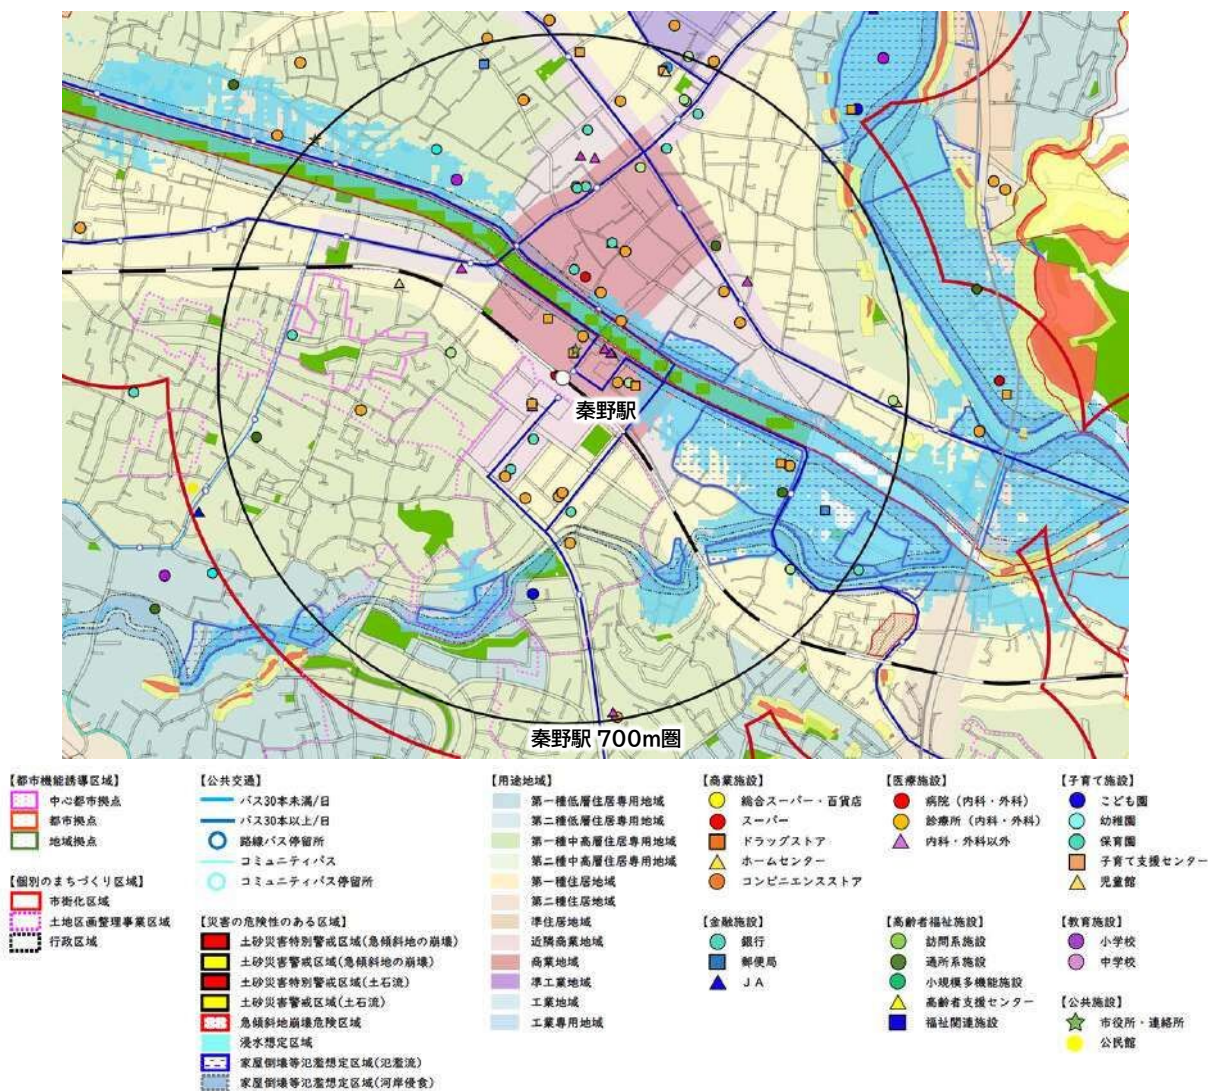 秦野駅
秦野駅 700m圏
【都市機能誘導区域】
中心都市拠点
都市拠点
地域拠点
【個別のまちづくり区域】
市街化区域
土地区画整理事業区域
行政区域
【公共交通】
バス30本未満/日
バス30本以上/日
路線バス停留所
コミュニティバス
コミュニティバス停留所
【災害の危険性のある区域】
土砂災害特別警戒区域(急傾斜地の崩壊)
土砂災害警戒区域(急傾斜地の崩壊)
土砂災害特別警戒区域(土石流)
土砂災害警戒区域(土石流)
急傾斜地崩壊危険区域
浸水想定区域
家屋倒壊等氾濫想定区域(氾濫流)
家屋倒壊等氾濫想定区域(河岸侵食)
【用途地域】
第一種低層住居専用地域
第二種低層住居専用地域
第一種中高層住居専用地域
第二種中高層住居専用地域
第一種住居地域
第二種住居地域
準住居地域
近隣商業地域
商業地域
準工業地域
工業地域
工業専用地域
【商業施設】
総合スーパー・百貨店
スーパー
ドラッグストア
ホームセンター
コンビニエンスストア
【金融施設】
銀行
郵便局
ＪＡ
【医療施設】
病院（内科・外科）
診療所（内科・外科）
内科・外科以外
【高齢者福祉施設】
訪問系施設
通所系施設
小規模多機能施設
高齢者支援センター
福祉関連施設
【子育て施設】
こども園
幼稚園
保育園
子育て支援センター
児童館
【教育施設】
小学校
中学校
【公共施設】
市役所・連絡所
公民館